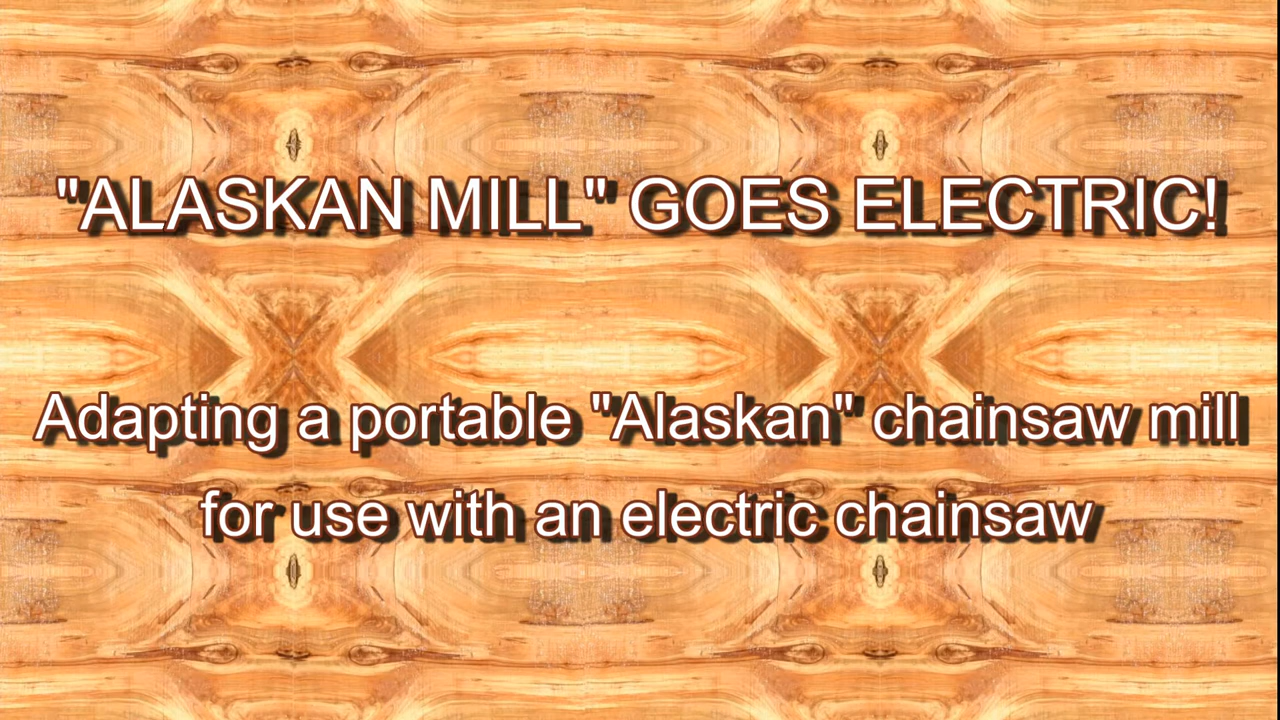 "ALASKAN MILL" GOES ELECTRIC!
Adapting a portable "Alaskan" chainsaw mill
for use with an electric chainsaw